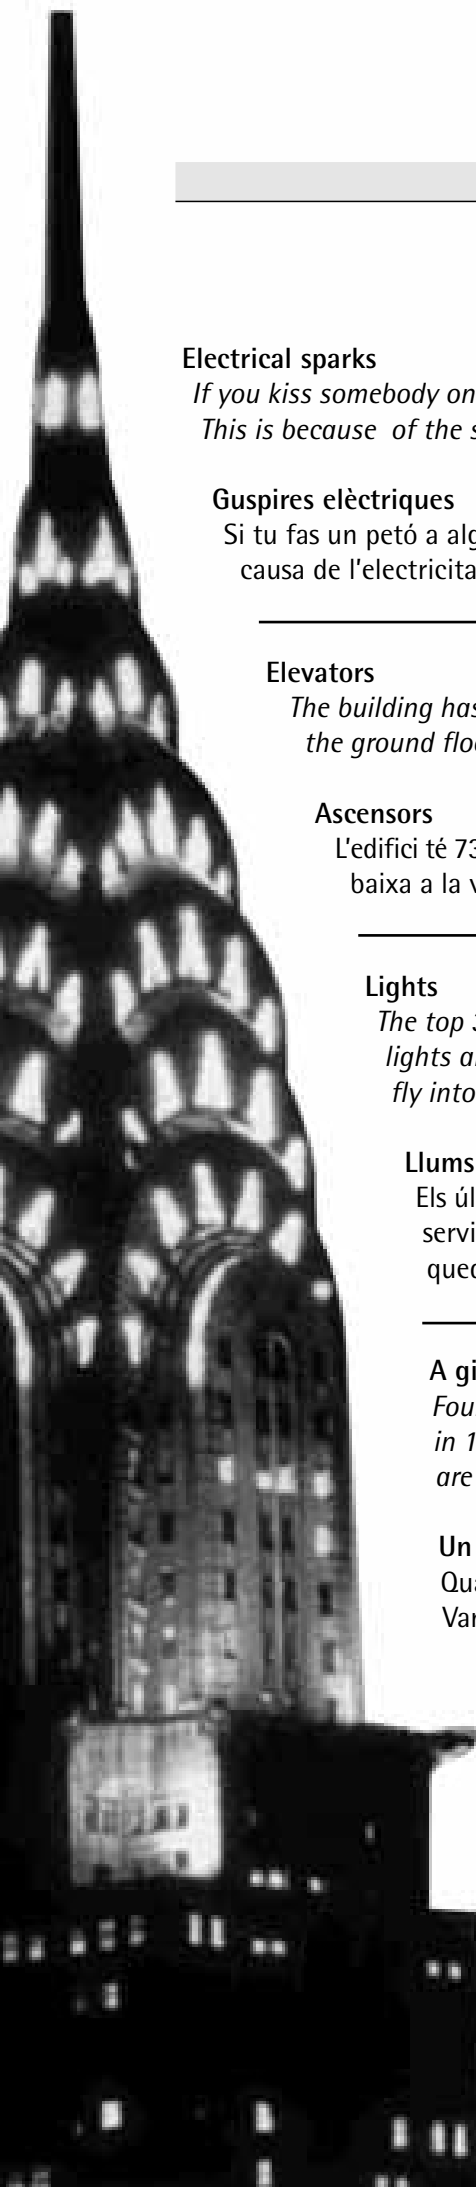 Electrical sparks
If you kiss somebody on
This is because of the s
Guspires elèctriques
Si tu fas un petó a alg
causa de l'electricita
Elevators
The building has
the ground floo
Ascensors
L'edifici té 73
baixa a la v
Lights
The top 3
lights a
fly into
Llums
Els úl
servi
qued
A gi
Fou
in 1
are
Un
Qua
Van